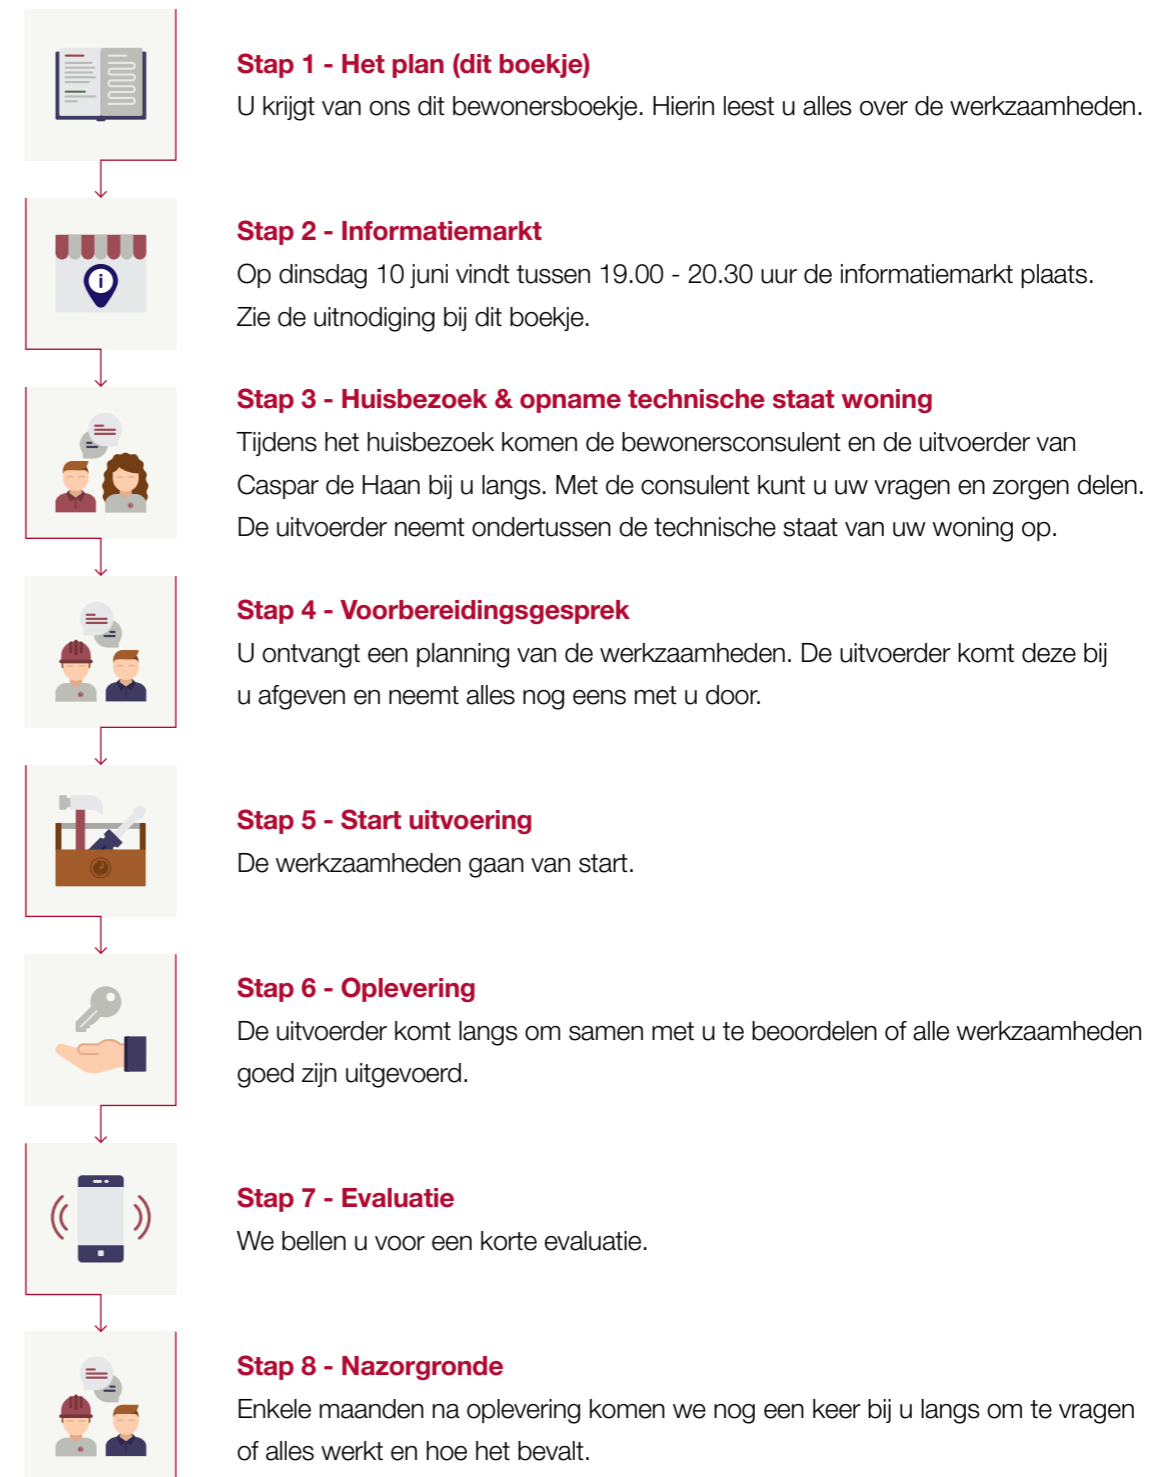 Stap 1 - Het plan (dit boekje)
U krijgt van ons dit bewonersboekje. Hierin leest u alles over de werkzaamheden.
Stap 2 - Informatiemarkt
Op dinsdag 10 juni vindt tussen 19.00 - 20.30 uur de informatiemarkt plaats.
Zie de uitnodiging bij dit boekje.
Stap 3 - Huisbezoek & opname technische staat woning
Tijdens het huisbezoek komen de bewonersconsulent en de uitvoerder van
Caspar de Haan bij u langs. Met de consulent kunt u uw vragen en zorgen delen.
De uitvoerder neemt ondertussen de technische staat van uw woning op.
Stap 4 - Voorbereidingsgesprek
U ontvangt een planning van de werkzaamheden. De uitvoerder komt deze bij
u afgeven en neemt alles nog eens met u door.
Stap 5 - Start uitvoering
De werkzaamheden gaan van start.
Stap 6 - Oplevering
De uitvoerder komt langs om samen met u te beoordelen of alle werkzaamheden
goed zijn uitgevoerd.
Stap 7 - Evaluatie
We bellen u voor een korte evaluatie.
Stap 8 - Nazorgronde
Enkele maanden na oplevering komen we nog een keer bij u langs om te vragen
of alles werkt en hoe het bevalt.